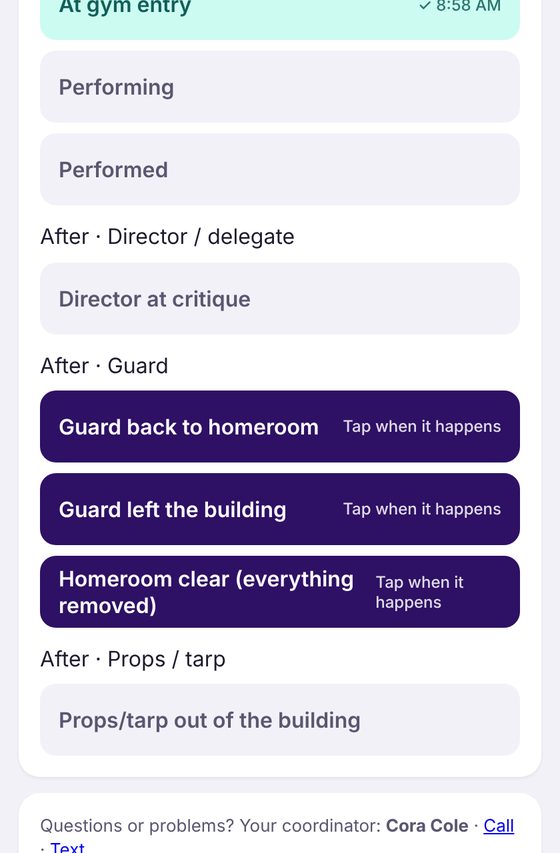 At gym entry ✓ 8:58 AM
Performing
Performed
After · Director / delegate
Director at critique
After · Guard
Guard back to homeroom Tap when it happens
Guard left the building Tap when it happens
Homeroom clear (everything
removed) Tap when it
happens
After · Props / tarp
Props/tarp out of the building
Questions or problems? Your coordinator: Cora Cole · Call
· Text